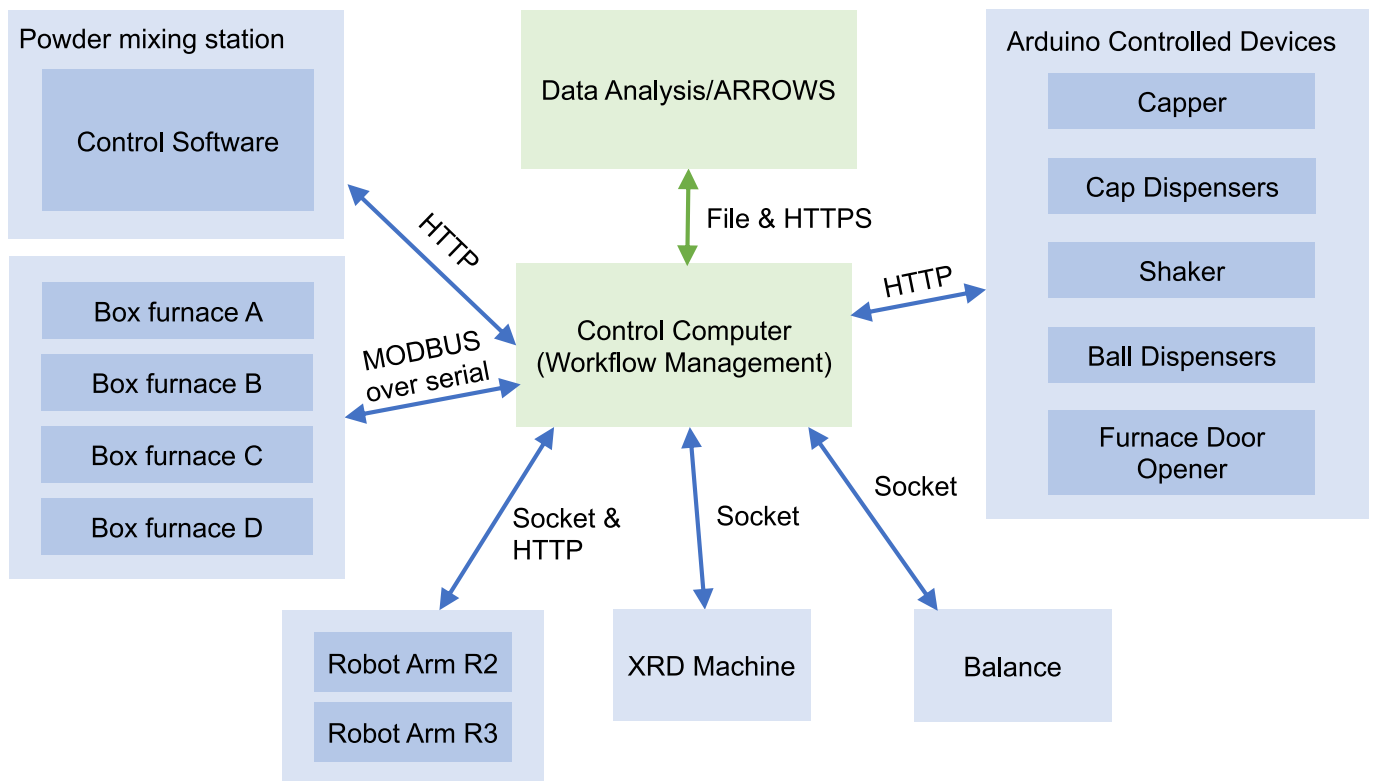 Powder mixing station
Control Software
Data Analysis/ARROWS
Arduino Controlled Devices
Capper
Cap Dispensers
Shaker
Ball Dispensers
Furnace Door
Opener
HTTP
File & HTTPS
HTTP
Box furnace A
Box furnace B
Box furnace C
Box furnace D
MODBUS
over serial
Control Computer
(Workflow Management)
Socket &
HTTP
Socket
Socket
Robot Arm R2
Robot Arm R3
XRD Machine
Balance